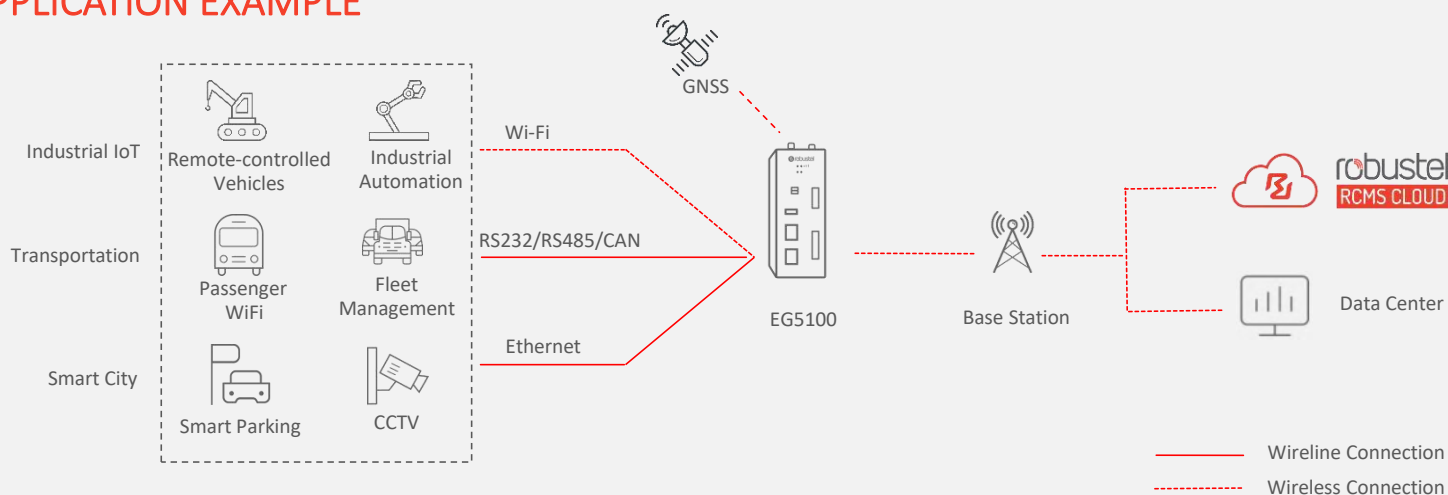 PPLICATION EXAMPLE
GNSS
Industrial IoT
Remote-controlled
Vehicles
Industrial
Automation
Wi-Fi
robustel
robustel
RCMS CLOUD
Transportation
Passenger
WiFi
Fleet
Management
RS232/RS485/CAN
EG5100
Base Station
Data Center
Smart City
Smart Parking
CCTV
Ethernet
Wireline Connection
Wireless Connection